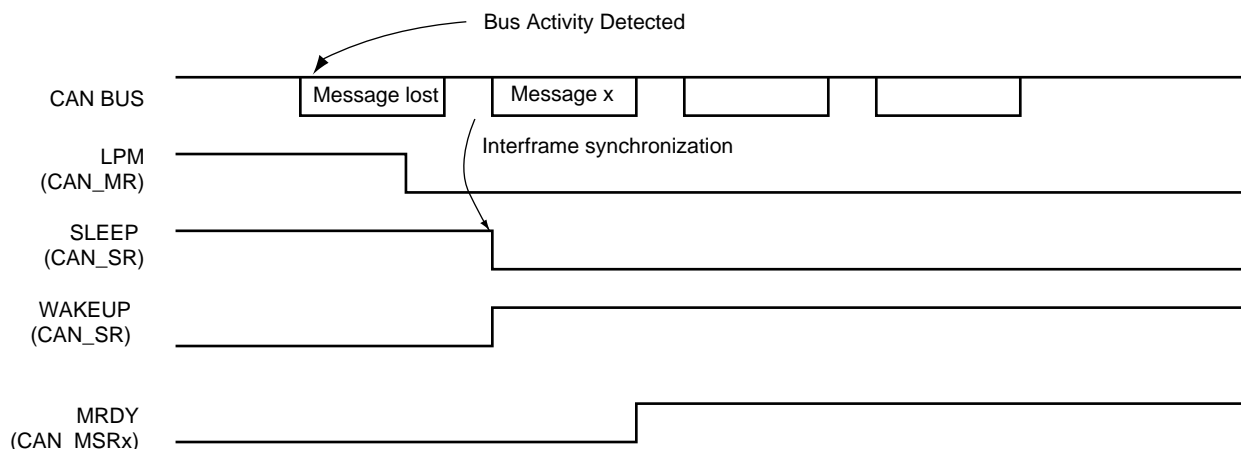 Bus Activity Detected
CAN BUS
Message lost
Message x
Interframe synchronization
LPM
(CAN_MR)
SLEEP
(CAN_SR)
WAKEUP
(CAN_SR)
MRDY
(CAN_MSRx)